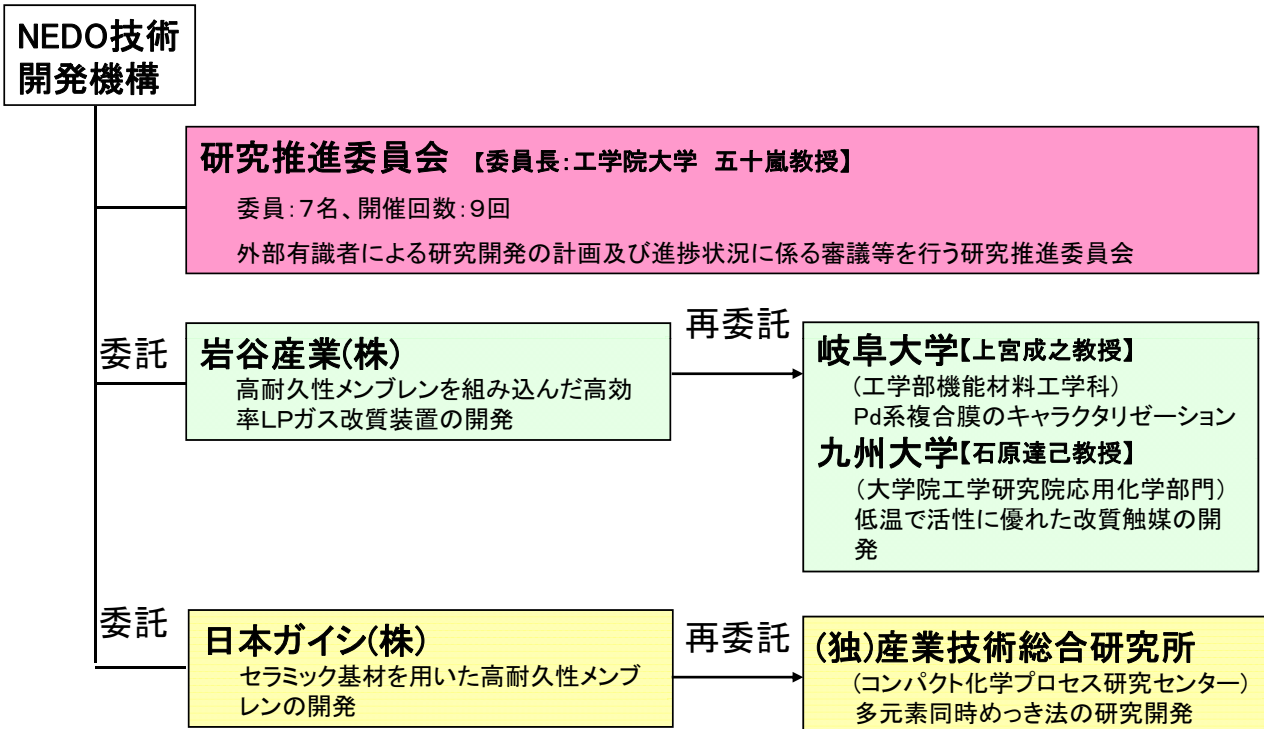 NEDO技術
開発機構
研究推進委員会 【委員長:工学院大学 五十嵐教授】
委員:7名、開催回数:9回
外部有識者による研究開発の計画及び進捗状況に係る審議等を行う研究推進委員会
委託
岩谷産業(株)
高耐久性メンブレンを組み込んだ高効
率LPガス改質装置の開発
再委託
岐阜大学【上宮成之教授】
(工学部機能材料工学科)
Pd系複合膜のキャラクタリゼーション
九州大学【石原達己教授】
(大学院工学研究院応用化学部門)
低温で活性に優れた改質触媒の開
発
委託
日本ガイシ(株)
セラミック基材を用いた高耐久性メンブ
レンの開発
再委託
(独)産業技術総合研究所
(コンパクト化学プロセス研究センター)
多元素同時めっき法の研究開発